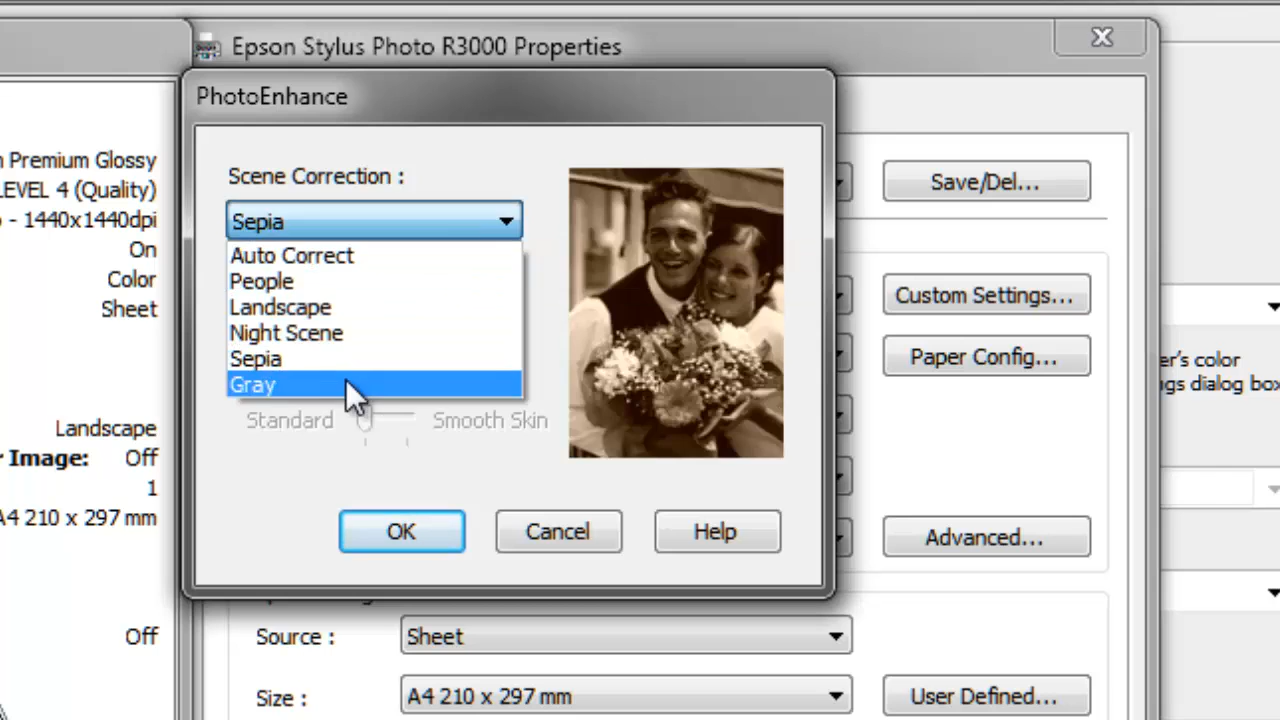 Epson Stylus Photo R3000 Properties
PhotoEnhance
Premium Glossy
LEVEL 4 (Quality)
- 1440x1440dpi
On
Color
Sheet
Landscape
Image: Off
1
A4 210 x 297 mm
Off
Scene Correction :
Sepia
Auto Correct
People
Landscape
Night Scene
Sepia
Gray
Standard
Smooth Skin
OK
Cancel
Help
Save/Del...
Custom Settings...
Paper Config...
Advanced...
Source :
Sheet
Size :
A4 210 x 297 mm
User Defined...
er's color
gs dialog box